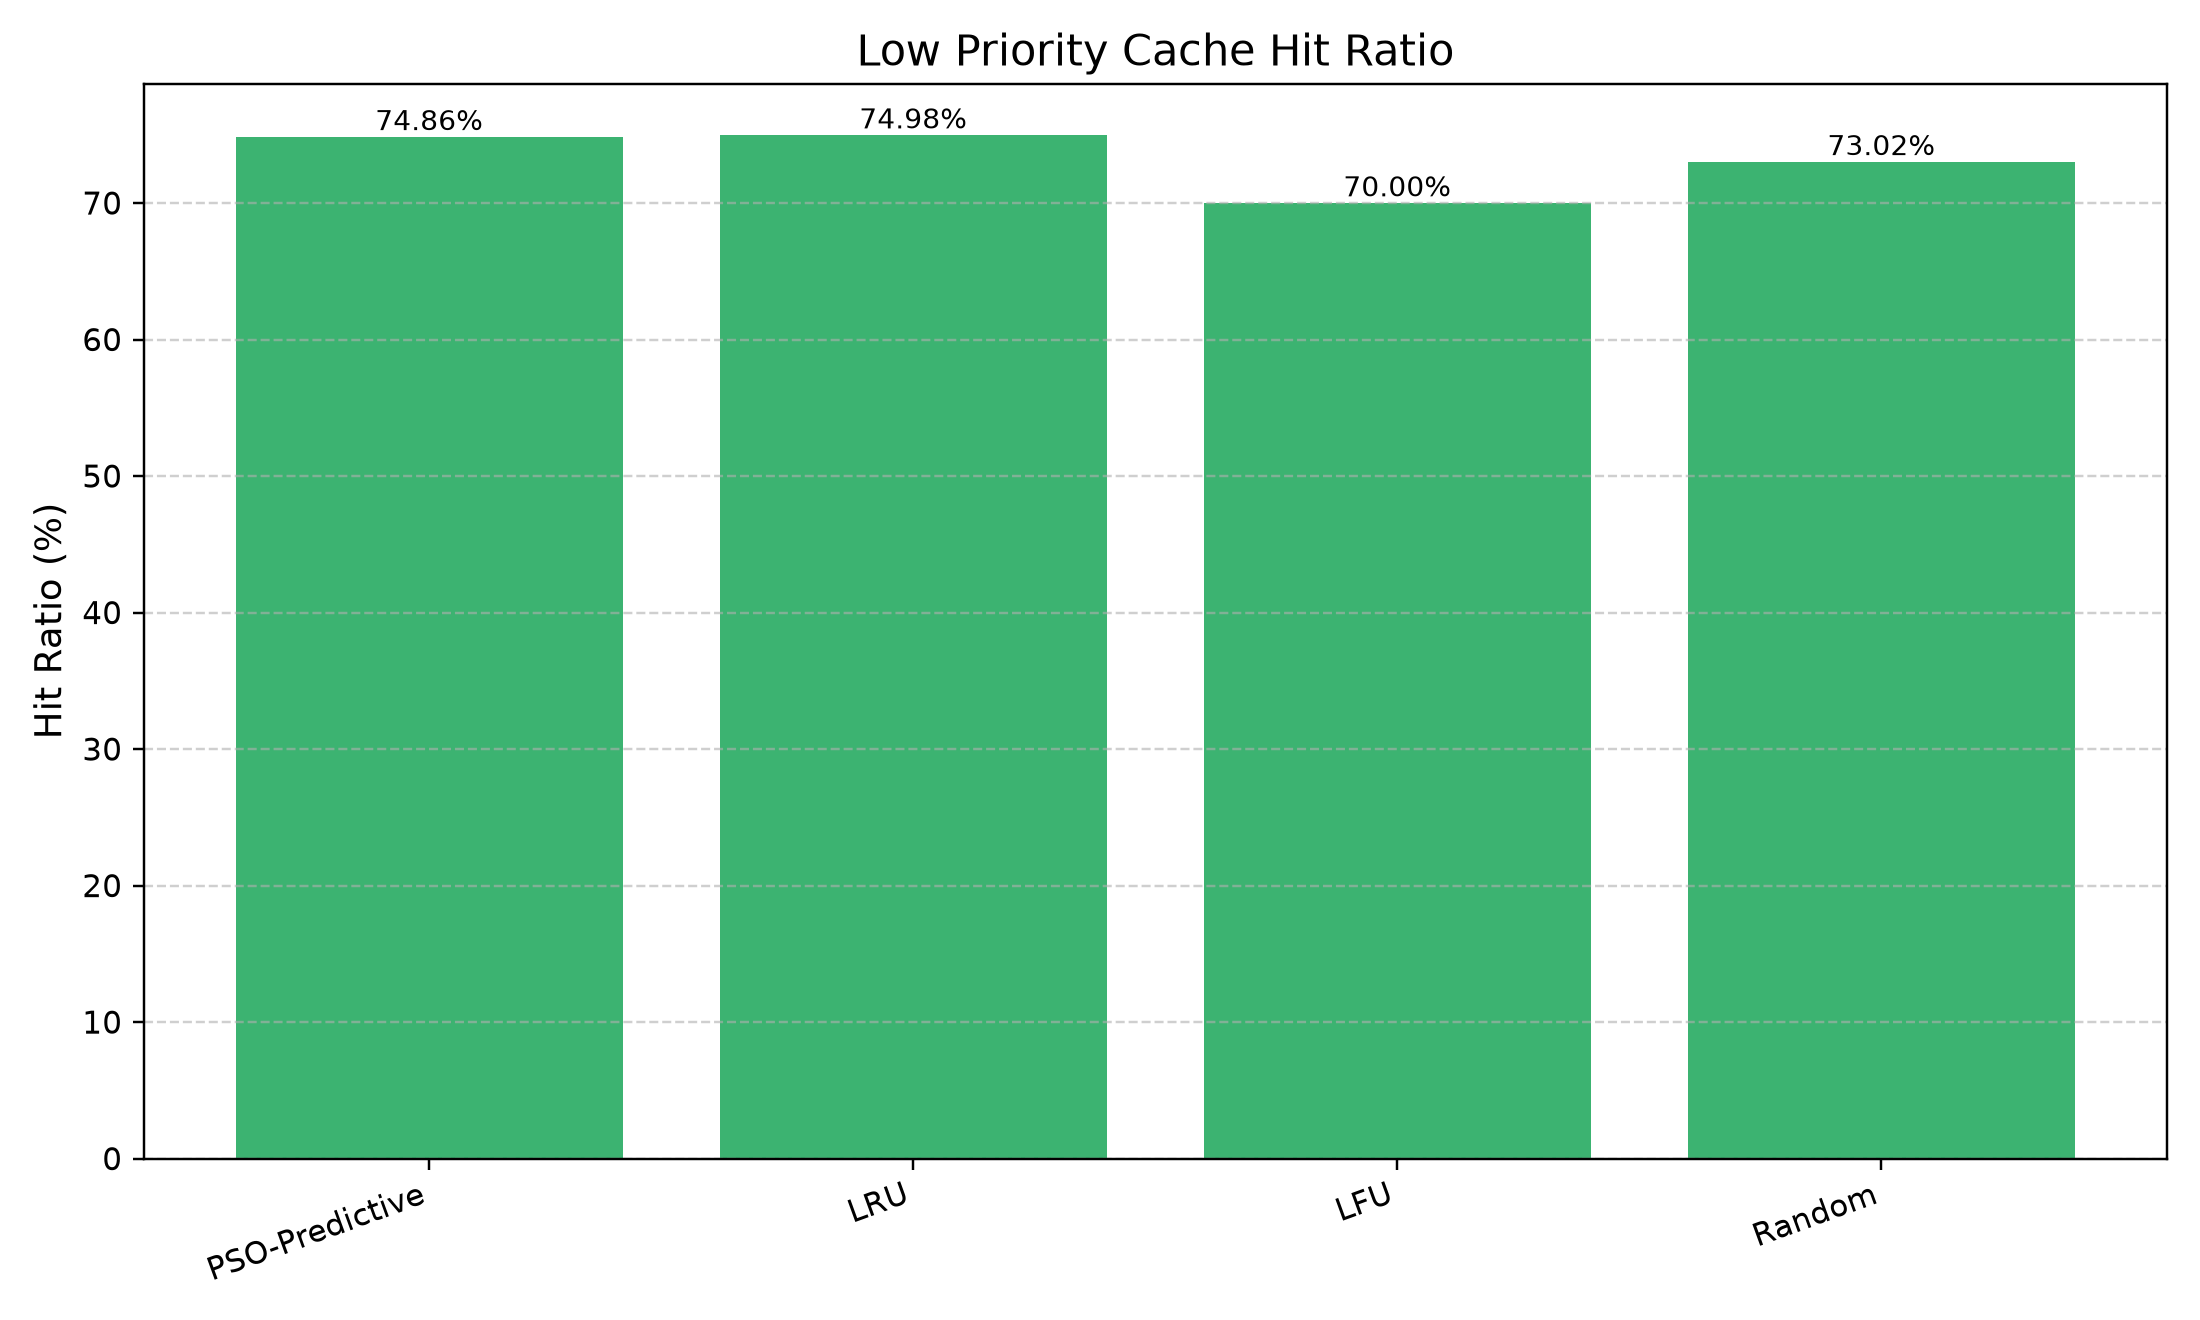 Low Priority Cache Hit Ratio
74.86%
74.98%
70.00%
73.02%
Hit Ratio (%)
70
60
50
40
30
20
10
0
PSO-Predictive
LRU
LFU
Random